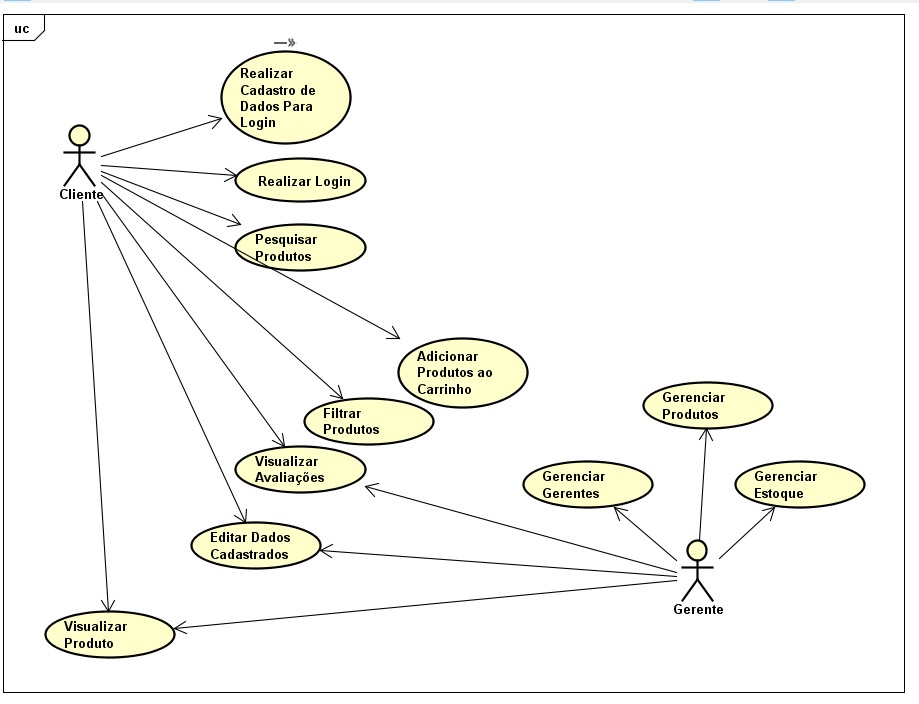 uc
Realizar
Cadastro de
Dados Para
Login
Cliente
Realizar Login
Pesquisar
Produtos
Adicionar
Produtos ao
Carrinho
Filtrar
Produtos
Gerenciar
Produtos
Visualizar
Avaliações
Gerenciar
Gerentes
Gerenciar
Estoque
Editar Dados
Cadastrados
Gerente
Visualizar
Produto